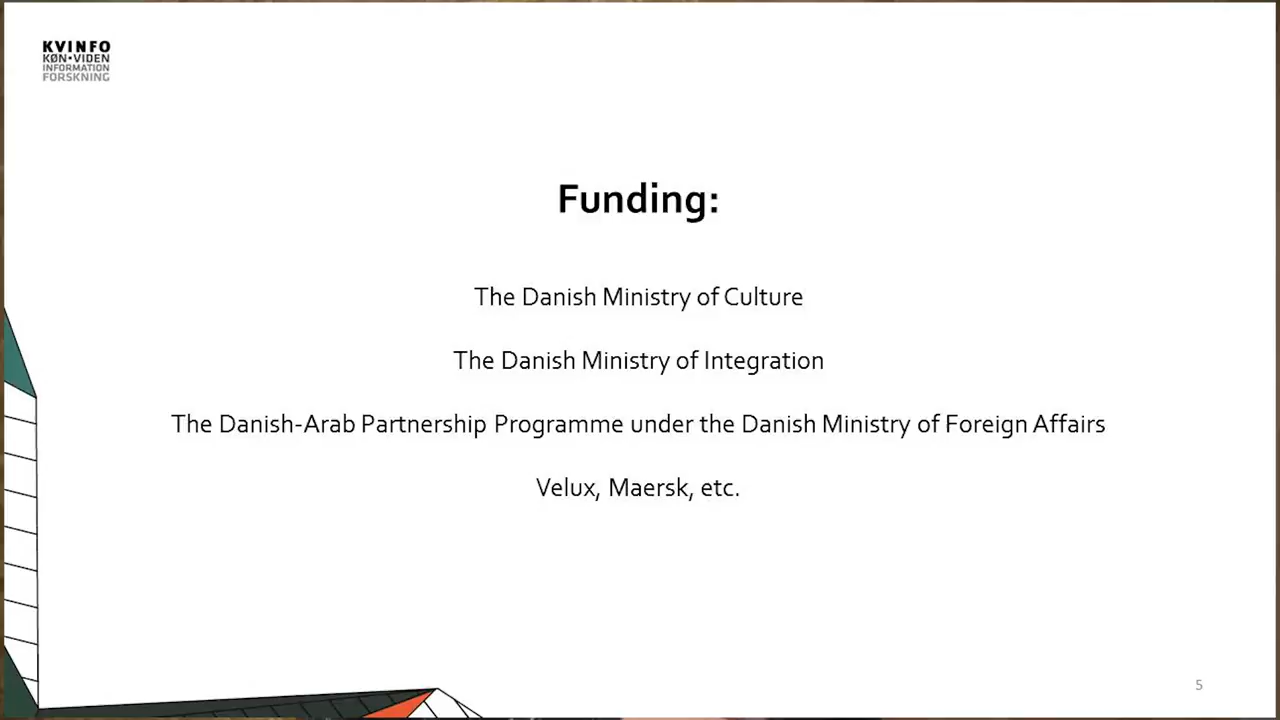 KVINFO
KØN•VIDEN
INFORMATION
FORSKNING
Funding:
The Danish Ministry of Culture
The Danish Ministry of Integration
The Danish-Arab Partnership Programme under the Danish Ministry of Foreign Affairs
Velux, Maersk, etc.
5